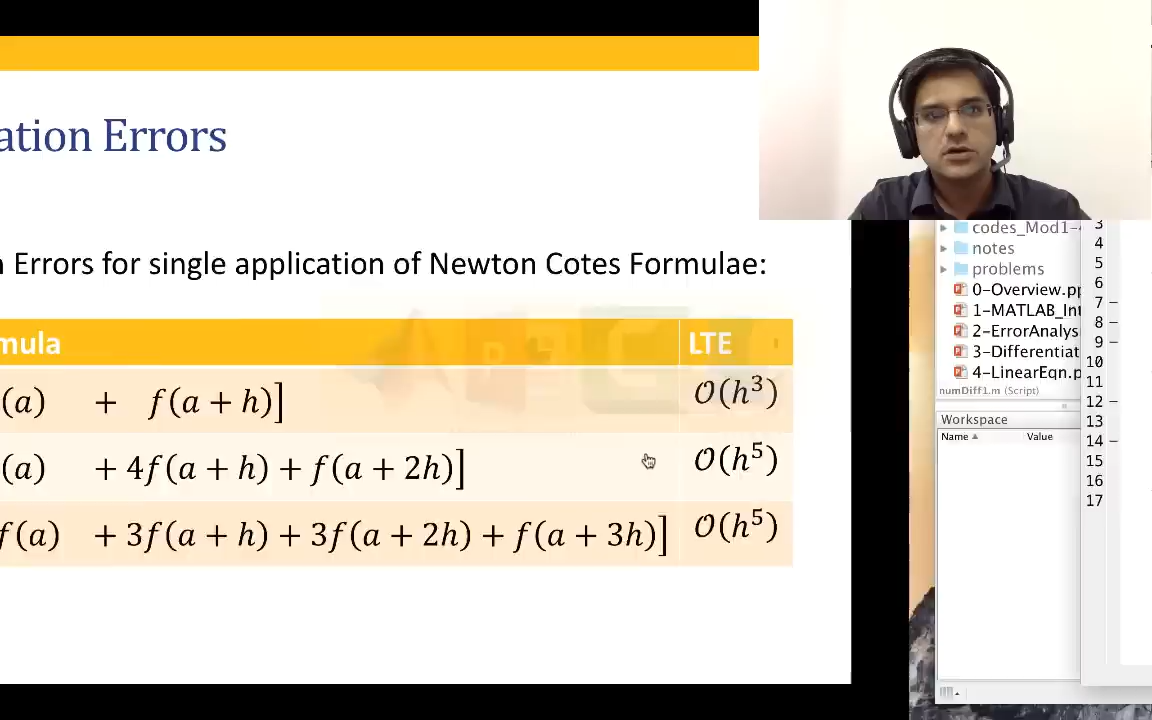 ation Errors
n Errors for single application of Newton Cotes Formulae:
mula LTE
(a) + f(a + h)] 𝒪(h³)
(a) + 4f(a + h) + f(a + 2h)] 𝒪(h⁵)
f(a) + 3f(a + h) + 3f(a + 2h) + f(a + 3h)] 𝒪(h⁵)
codes_Mod1-4
notes
problems
0-Overview.pp
1-MATLAB_Int
2-ErrorAnalys
3-Differentiat
4-LinearEqn.p
numDiff1.m (Script)
Workspace
Name Value
3
4
5
6
7 –
8 –
9 –
10
11
12 –
13
14 –
15
16
17